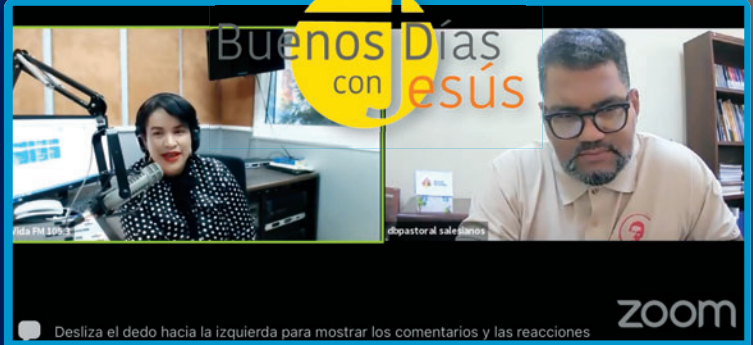 Buenos Días
con Jesús
Vida FM 105.3
dbpastoral salesianos
zoom
Desliza el dedo hacia la izquierda para mostrar los comentarios y las reacciones